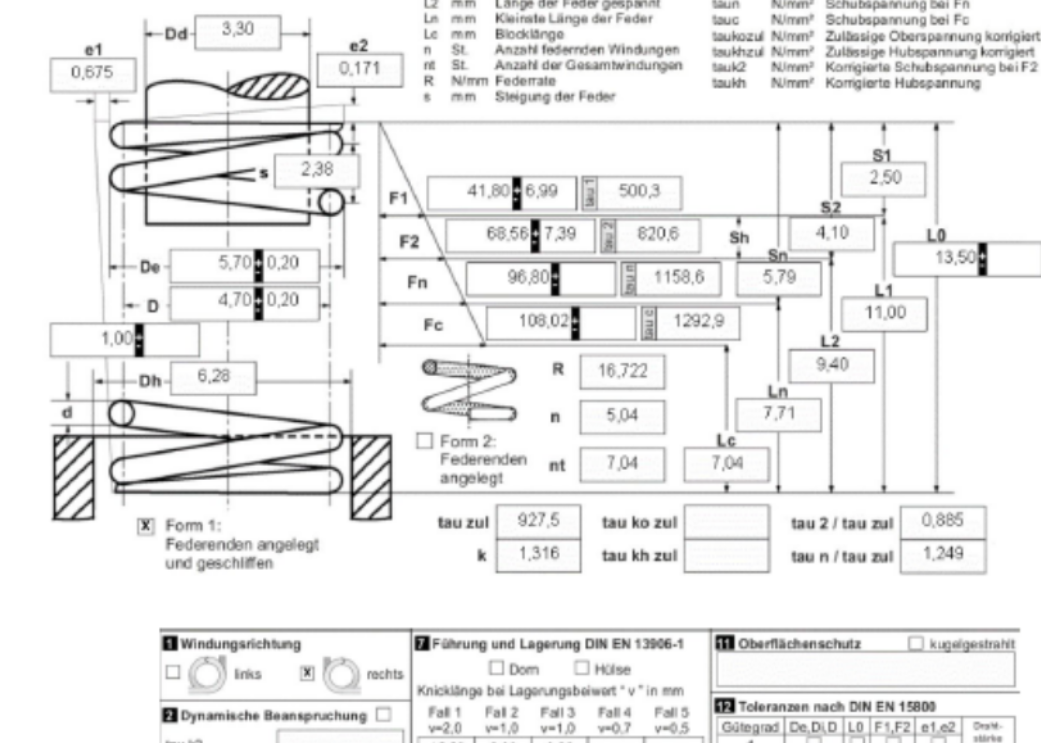 L2 mm Länge der Feder gespannt
Ln mm Kleinste Länge der Feder
Lc mm Blocklänge
n St. Anzahl federnden Windungen
nt St. Anzahl der Gesamtwindungen
R N/mm Federrate
s mm Steigung der Feder
taun N/mm² Schubspannung bei Fn
tauc N/mm² Schubspannung bei Fc
taukozul N/mm² Zulässige Oberspannung korrigiert
taukhzul N/mm² Zulässige Hubspannung korrigiert
tauk2 N/mm² Korrigierte Schubspannung bei F2
taukh N/mm² Korrigierte Hubspannung
Dd 3,30
e1 0,675
e2 0,171
s 2,38
De 5,70 0,20
D 4,70 0,20
1,00
Dh 6,28
d
F1 41,80 6,99 tau 1 500,3
F2 68,56 7,39 tau 2 820,6
Fn 96,80 tau n 1158,6
Fc 108,02 tau c 1292,9
S1 2,50
S2 4,10
Sh
Sn 5,79
L0 13,50
L1 11,00
L2 9,40
Ln 7,71
Lc 7,04
R 16,722
n 5,04
nt 7,04
Form 2:
Federenden
angelegt
X Form 1:
Federenden angelegt
und geschliffen
tau zul 927,5 tau ko zul tau 2 / tau zul 0,885
k 1,316 tau kh zul tau n / tau zul 1,249
1 Windungsrichtung
links X rechts
2 Dynamische Beanspruchung
7 Führung und Lagerung DIN EN 13906-1
Dorn Hülse
Knicklänge bei Lagerungsbeiwert " v " in mm
Fall 1 Fall 2 Fall 3 Fall 4 Fall 5
v=2,0 v=1,0 v=1,0 v=0,7 v=0,5
11 Oberflächenschutz kugelgestrahlt
12 Toleranzen nach DIN EN 15800
Gütegrad De,Di,D L0 F1,F2 e1,e2 Draht-
stärke